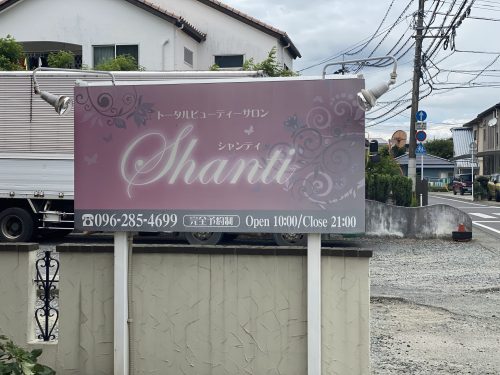 トータルビューティーサロン
シャンティ
Shanti
☎096-285-4699 完全予約制 Open 10:00/Close 21:00